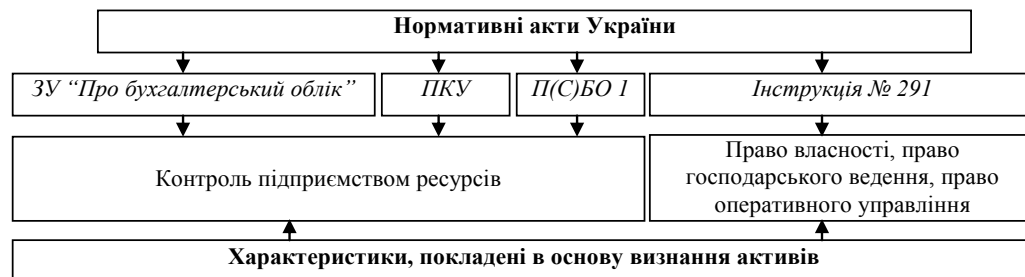 Нормативні акти України
ЗУ “Про бухгалтерський облік”
ПКУ
П(С)БО 1
Інструкція № 291
Контроль підприємством ресурсів
Право власності, право
господарського ведення, право
оперативного управління
Характеристики, покладені в основу визнання активів